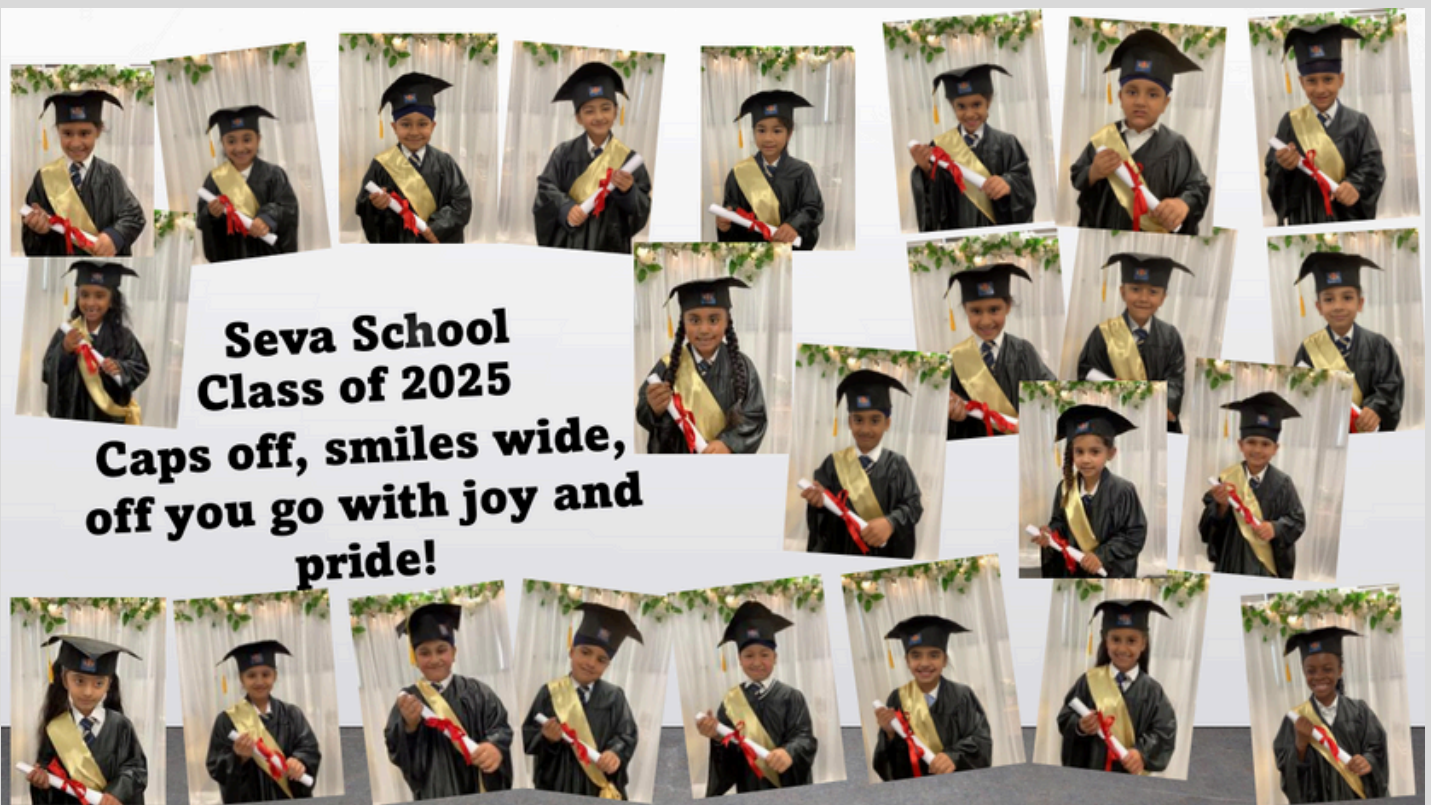 Seva School
Class of 2025
Caps off, smiles wide,
off you go with joy and
pride!